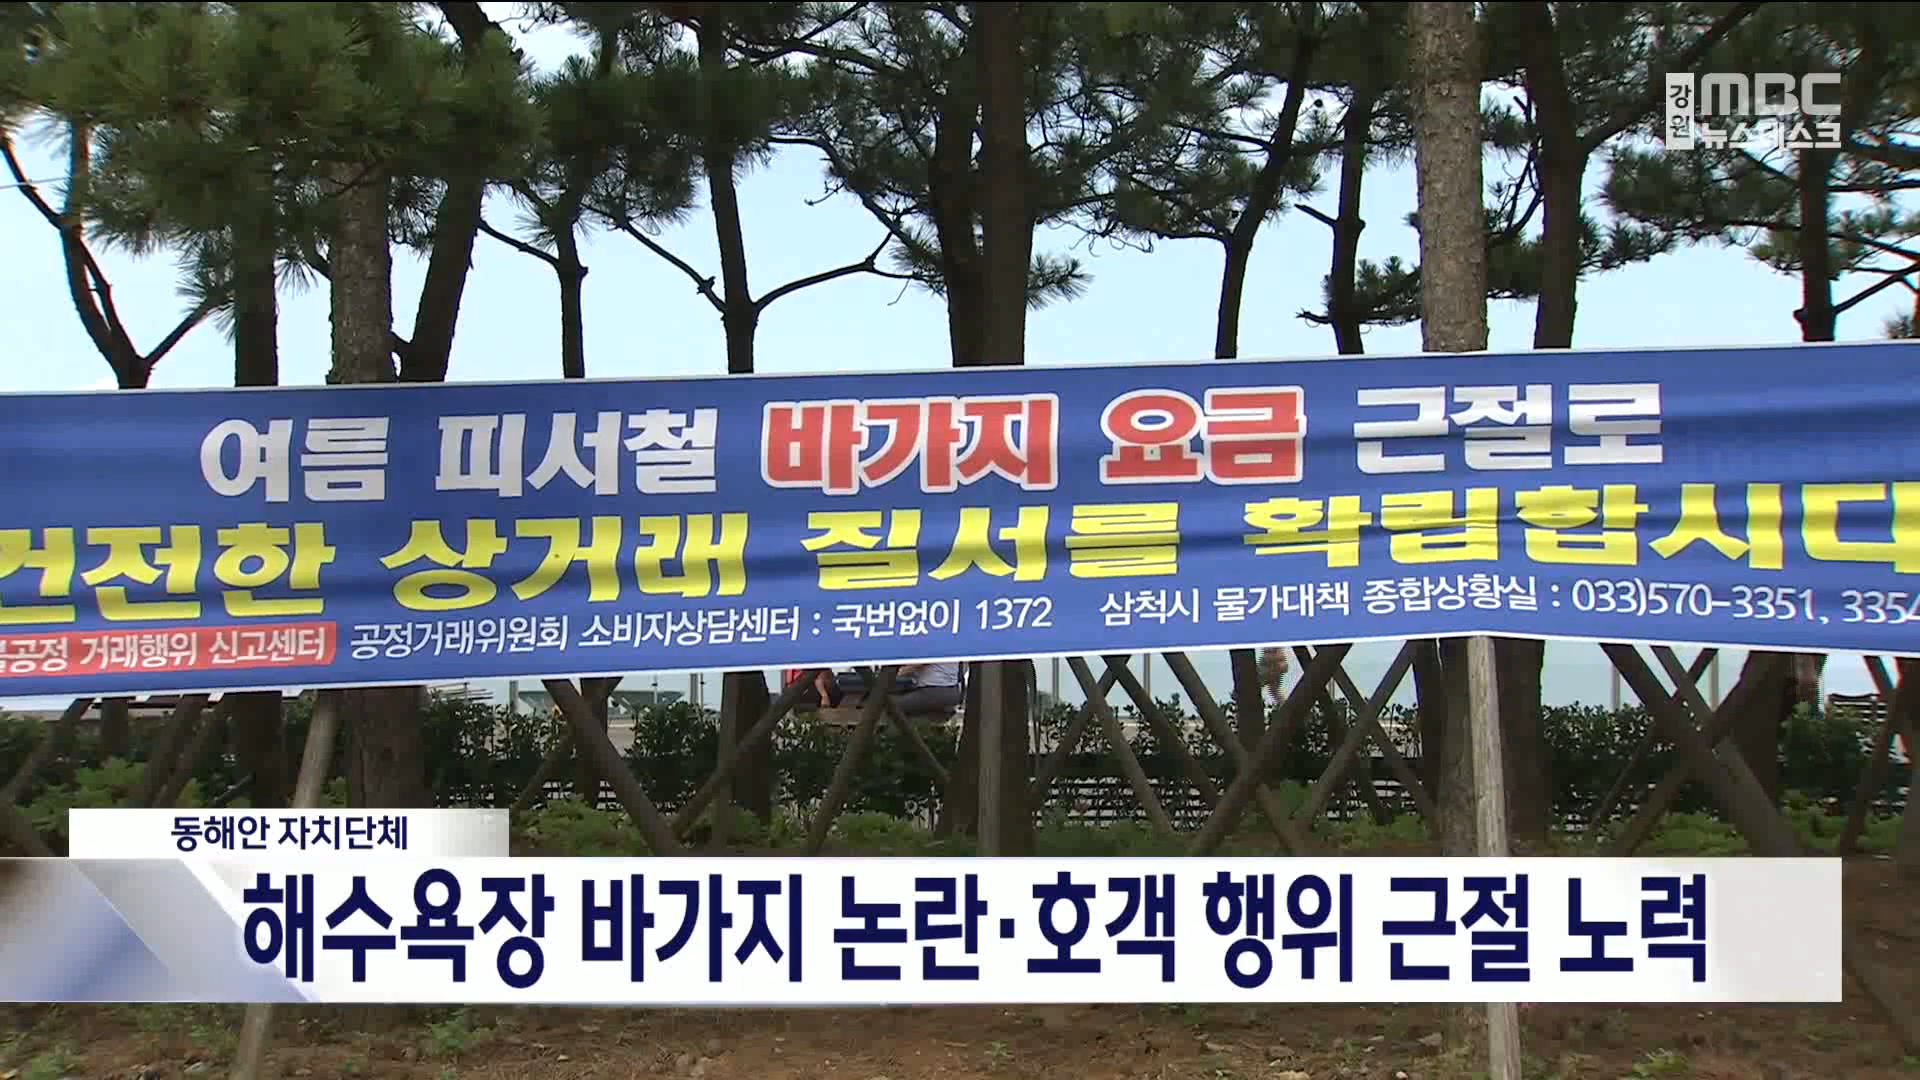 강원
MBC
뉴스데스크
여름 피서철 바가지 요금 근절로
건전한 상거래 질서를 확립합시다
불공정 거래행위 신고센터 공정거래위원회 소비자상담센터 : 국번없이 1372 삼척시 물가대책 종합상황실 : 033)570-3351, 3354
동해안 자치단체
해수욕장 바가지 논란·호객 행위 근절 노력